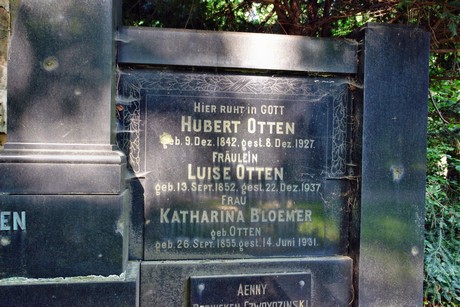 HIER RUHT IN GOTT
HUBERT OTTEN
geb. 9. DEZ. 1842. gest. 8. DEZ. 1927.
FRÄULEIN
LUISE OTTEN
geb. 13. SEPT. 1852. gest. 22. DEZ. 1937
FRAU
KATHARINA BLOEMER
geb OTTEN
geb. 26. SEPT. 1855. gest. 14. JUNI 1931.
EN
AENNY
CZWOYDZINSKI